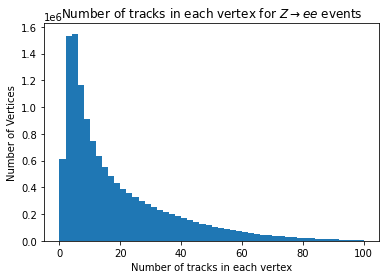 Number of tracks in each vertex for Z → ee events
1e6
1.6
1.4
1.2
1.0
0.8
0.6
0.4
0.2
0.0
Number of Vertices
0 20 40 60 80 100
Number of tracks in each vertex